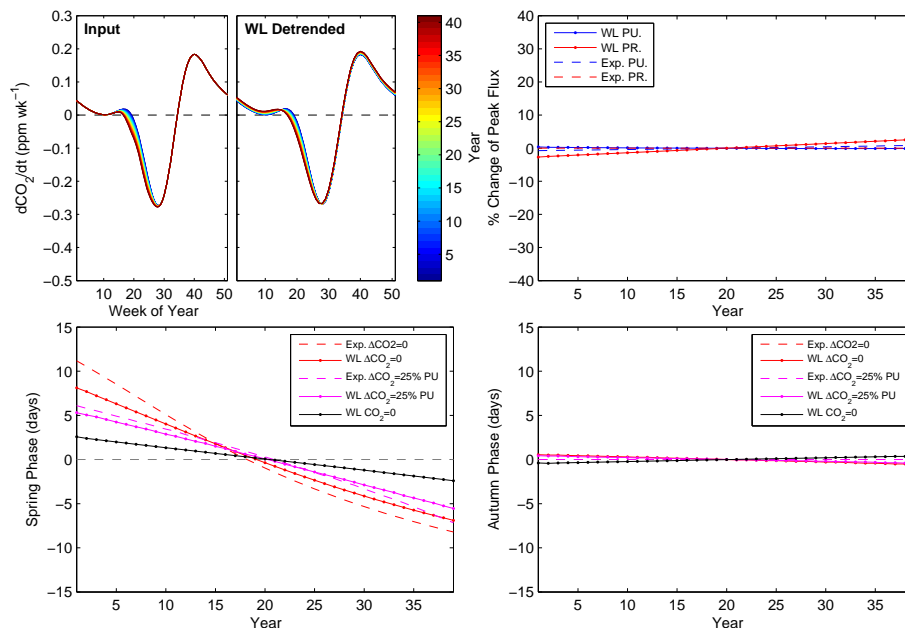 Input
WL Detrended
0.3
0.2
0.1
0
−0.1
−0.2
−0.3
−0.4
−0.5
dCO2/dt (ppm wk−1)
10 20 30 40 50
10 20 30 40 50
Week of Year
40
35
30
25
20
15
10
5
Year
WL PU.
WL PR.
Exp. PU.
Exp. PR.
40
30
20
10
0
−10
−20
−30
−40
% Change of Peak Flux
5 10 15 20 25 30 35
Year
Exp. ΔCO2=0
WL ΔCO2=0
Exp. ΔCO2=25% PU
WL ΔCO2=25% PU
WL CO2=0
15
10
5
0
−5
−10
−15
Spring Phase (days)
5 10 15 20 25 30 35
Year
Exp. ΔCO2=0
WL ΔCO2=0
Exp. ΔCO2=25% PU
WL ΔCO2=25% PU
WL CO2=0
15
10
5
0
−5
−10
−15
Autumn Phase (days)
5 10 15 20 25 30 35
Year